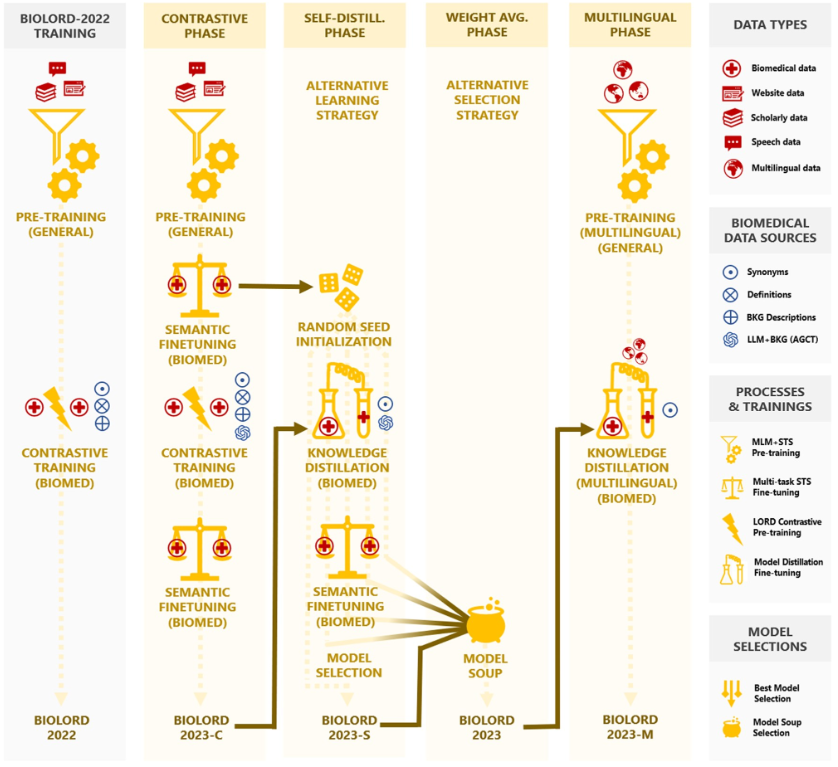 BIOLORD-2022
TRAINING
PRE-TRAINING
(GENERAL)
CONTRASTIVE
TRAINING
(BIOMED)
BIOLORD
2022
CONTRASTIVE
PHASE
PRE-TRAINING
(GENERAL)
SEMANTIC
FINETUNING
(BIOMED)
CONTRASTIVE
TRAINING
(BIOMED)
SEMANTIC
FINETUNING
(BIOMED)
BIOLORD
2023-C
SELF-DISTILL.
PHASE
ALTERNATIVE
LEARNING
STRATEGY
RANDOM SEED
INITIALIZATION
KNOWLEDGE
DISTILLATION
(BIOMED)
SEMANTIC
FINETUNING
(BIOMED)
MODEL
SELECTION
BIOLORD
2023-S
WEIGHT AVG.
PHASE
ALTERNATIVE
SELECTION
STRATEGY
MODEL
SOUP
BIOLORD
2023
MULTILINGUAL
PHASE
PRE-TRAINING
(MULTILINGUAL)
(GENERAL)
KNOWLEDGE
DISTILLATION
(MULTILINGUAL)
(BIOMED)
BIOLORD
2023-M
DATA TYPES
Biomedical data
Website data
Scholarly data
Speech data
Multilingual data
BIOMEDICAL
DATA SOURCES
Synonyms
Definitions
BKG Descriptions
LLM+BKG (AGCT)
PROCESSES
& TRAININGS
MLM+STS
Pre-training
Multi-task STS
Fine-tuning
LORD Contrastive
Pre-training
Model Distillation
Fine-tuning
MODEL
SELECTIONS
Best Model
Selection
Model Soup
Selection